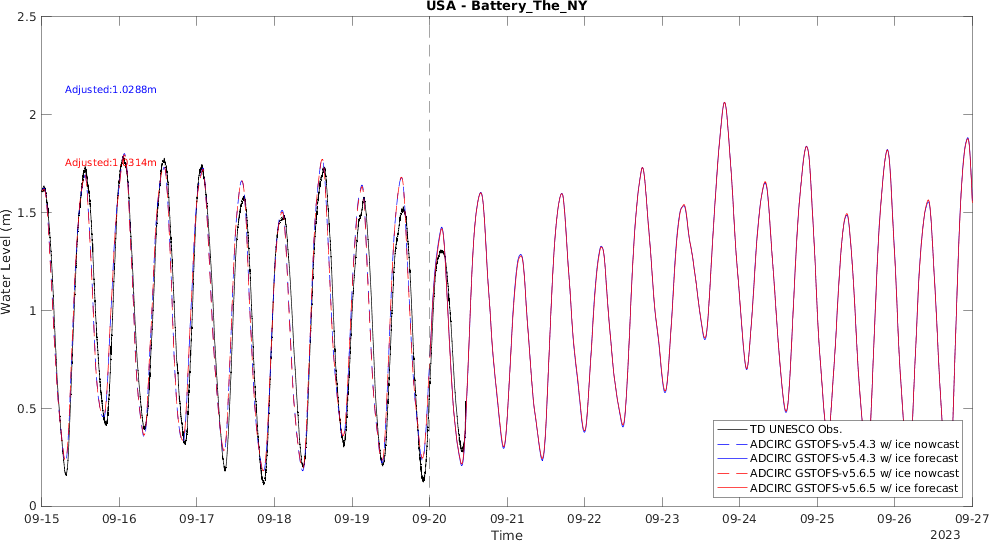 USA - Battery_The_NY
2.5
2
1.5
1
0.5
0
Water Level (m)
Adjusted:1.0288m
Adjusted:1.0314m
TD UNESCO Obs.
ADCIRC GSTOFS-v5.4.3 w/ ice nowcast
ADCIRC GSTOFS-v5.4.3 w/ ice forecast
ADCIRC GSTOFS-v5.6.5 w/ ice nowcast
ADCIRC GSTOFS-v5.6.5 w/ ice forecast
09-15 09-16 09-17 09-18 09-19 09-20 09-21 09-22 09-23 09-24 09-25 09-26 09-27
Time
2023